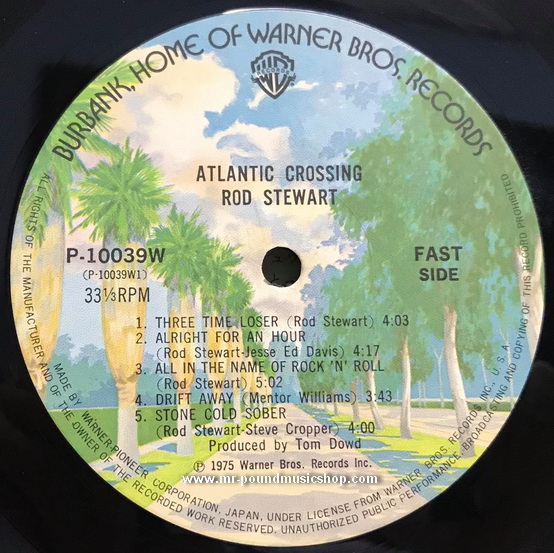 BURBANK, HOME OF WARNER BROS. RECORDS
ATLANTIC CROSSING
ROD STEWART
P-10039W
(P-10039W1)
33⅓RPM
FAST
SIDE
1. THREE TIME LOSER (Rod Stewart) 4:03
2. ALRIGHT FOR AN HOUR
(Rod Stewart-Jesse Ed Davis) 4:17
3. ALL IN THE NAME OF ROCK 'N' ROLL
(Rod Stewart) 5:02
4. DRIFT AWAY (Mentor Williams) 3:43
5. STONE COLD SOBER
(Rod Stewart-Steve Cropper) 4:00
Produced by Tom Dowd
Ⓟ 1975 Warner Bros. Records Inc.
www.mr-poundmusicshop.com
MADE BY WARNER-PIONEER CORPORATION, JAPAN, UNDER LICENSE FROM WARNER BROS. RECORDS INC., U.S.A.
ALL RIGHTS OF THE MANUFACTURER AND OF THE OWNER OF THE RECORDED WORK RESERVED. UNAUTHORIZED PUBLIC PERFORMANCE, BROADCASTING AND COPYING OF THIS RECORD PROHIBITED